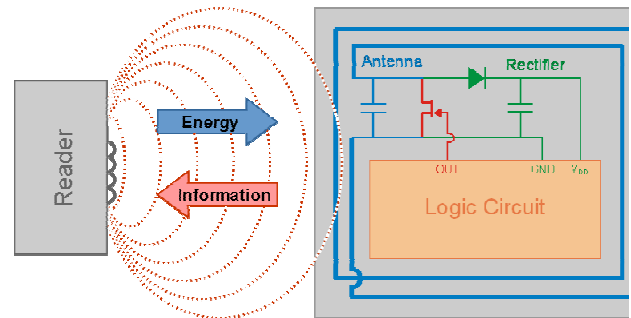 Reader
Energy
Information
Antenna
Rectifier
OUT
GND
VDD
Logic Circuit